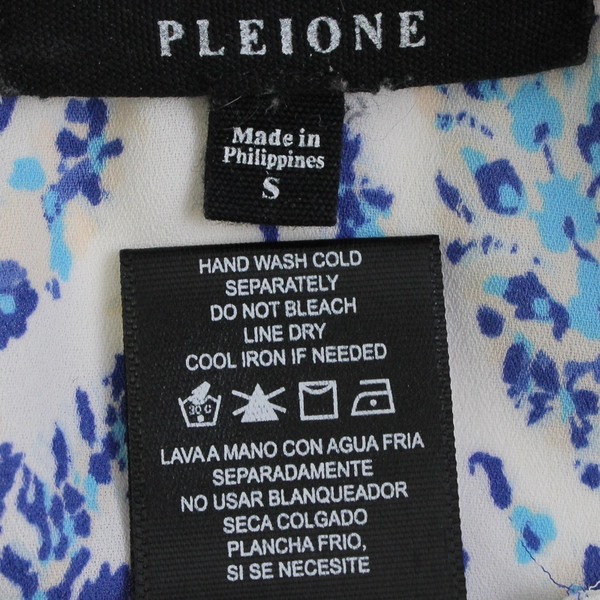 PLEIONE
Made in
Philippines
S
HAND WASH COLD
SEPARATELY
DO NOT BLEACH
LINE DRY
COOL IRON IF NEEDED
30 C
LAVA A MANO CON AGUA FRIA
SEPARADAMENTE
NO USAR BLANQUEADOR
SECA COLGADO
PLANCHA FRIO,
SI SE NECESITE